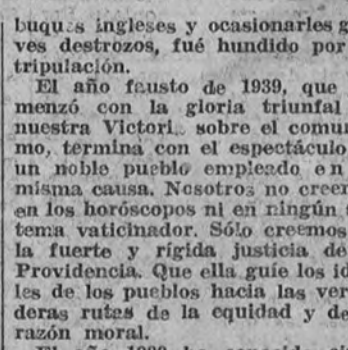 buques ingleses y ocasionarles g
ves destrozos, fué hundido por
tripulación.
El año fausto de 1939, que
menzó con la gloria triunfal
nuestra Victori. sobre el comu
mo, termina con el espectáculo
un noble pueblo empleado en
misma causa. Nosotros no creen
en los horóscopos ni en ningún
tema vaticinador. Sólo creemos
la fuerte y rígida justicia de
Providencia. Que ella guíe los id
les de los pueblos hacia las ver
deras rutas de la equidad y de
razón moral.